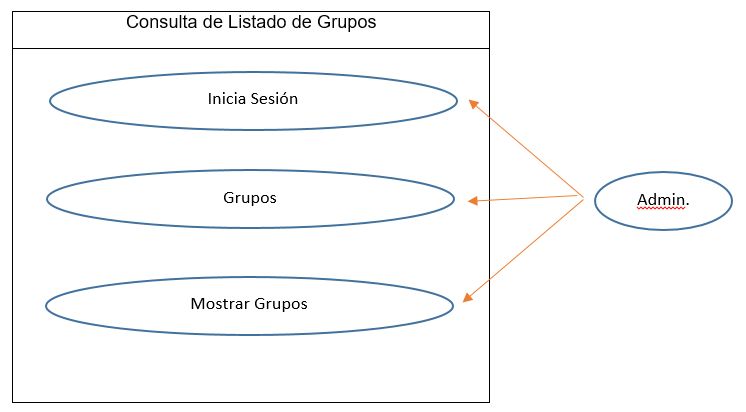 Consulta de Listado de Grupos
Inicia Sesión
Grupos
Admin.
Mostrar Grupos